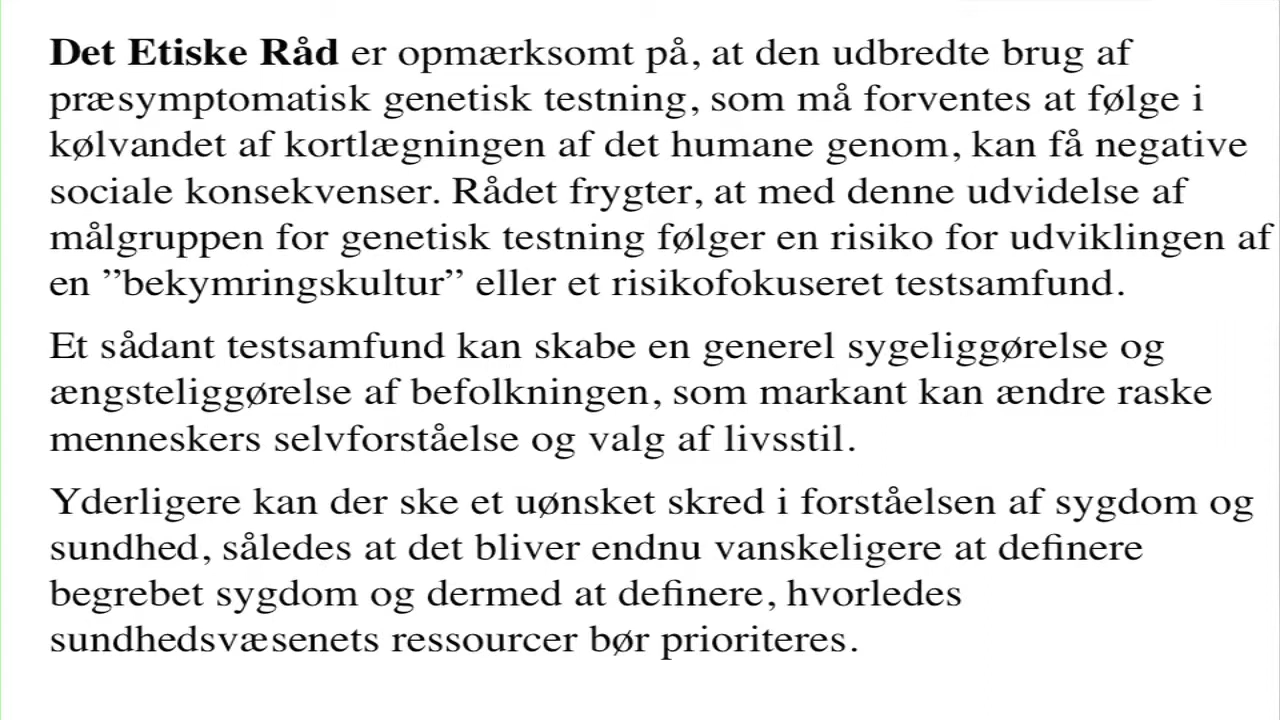 Det Etiske Råd er opmærksomt på, at den udbredte brug af
præsymptomatisk genetisk testning, som må forventes at følge i
kølvandet af kortlægningen af det humane genom, kan få negative
sociale konsekvenser. Rådet frygter, at med denne udvidelse af
målgruppen for genetisk testning følger en risiko for udviklingen af
en ”bekymringskultur” eller et risikofokuseret testsamfund.
Et sådant testsamfund kan skabe en generel sygeliggørelse og
ængsteliggørelse af befolkningen, som markant kan ændre raske
menneskers selvforståelse og valg af livsstil.
Yderligere kan der ske et uønsket skred i forståelsen af sygdom og
sundhed, således at det bliver endnu vanskeligere at definere
begrebet sygdom og dermed at definere, hvorledes
sundhedsvæsenets ressourcer bør prioriteres.